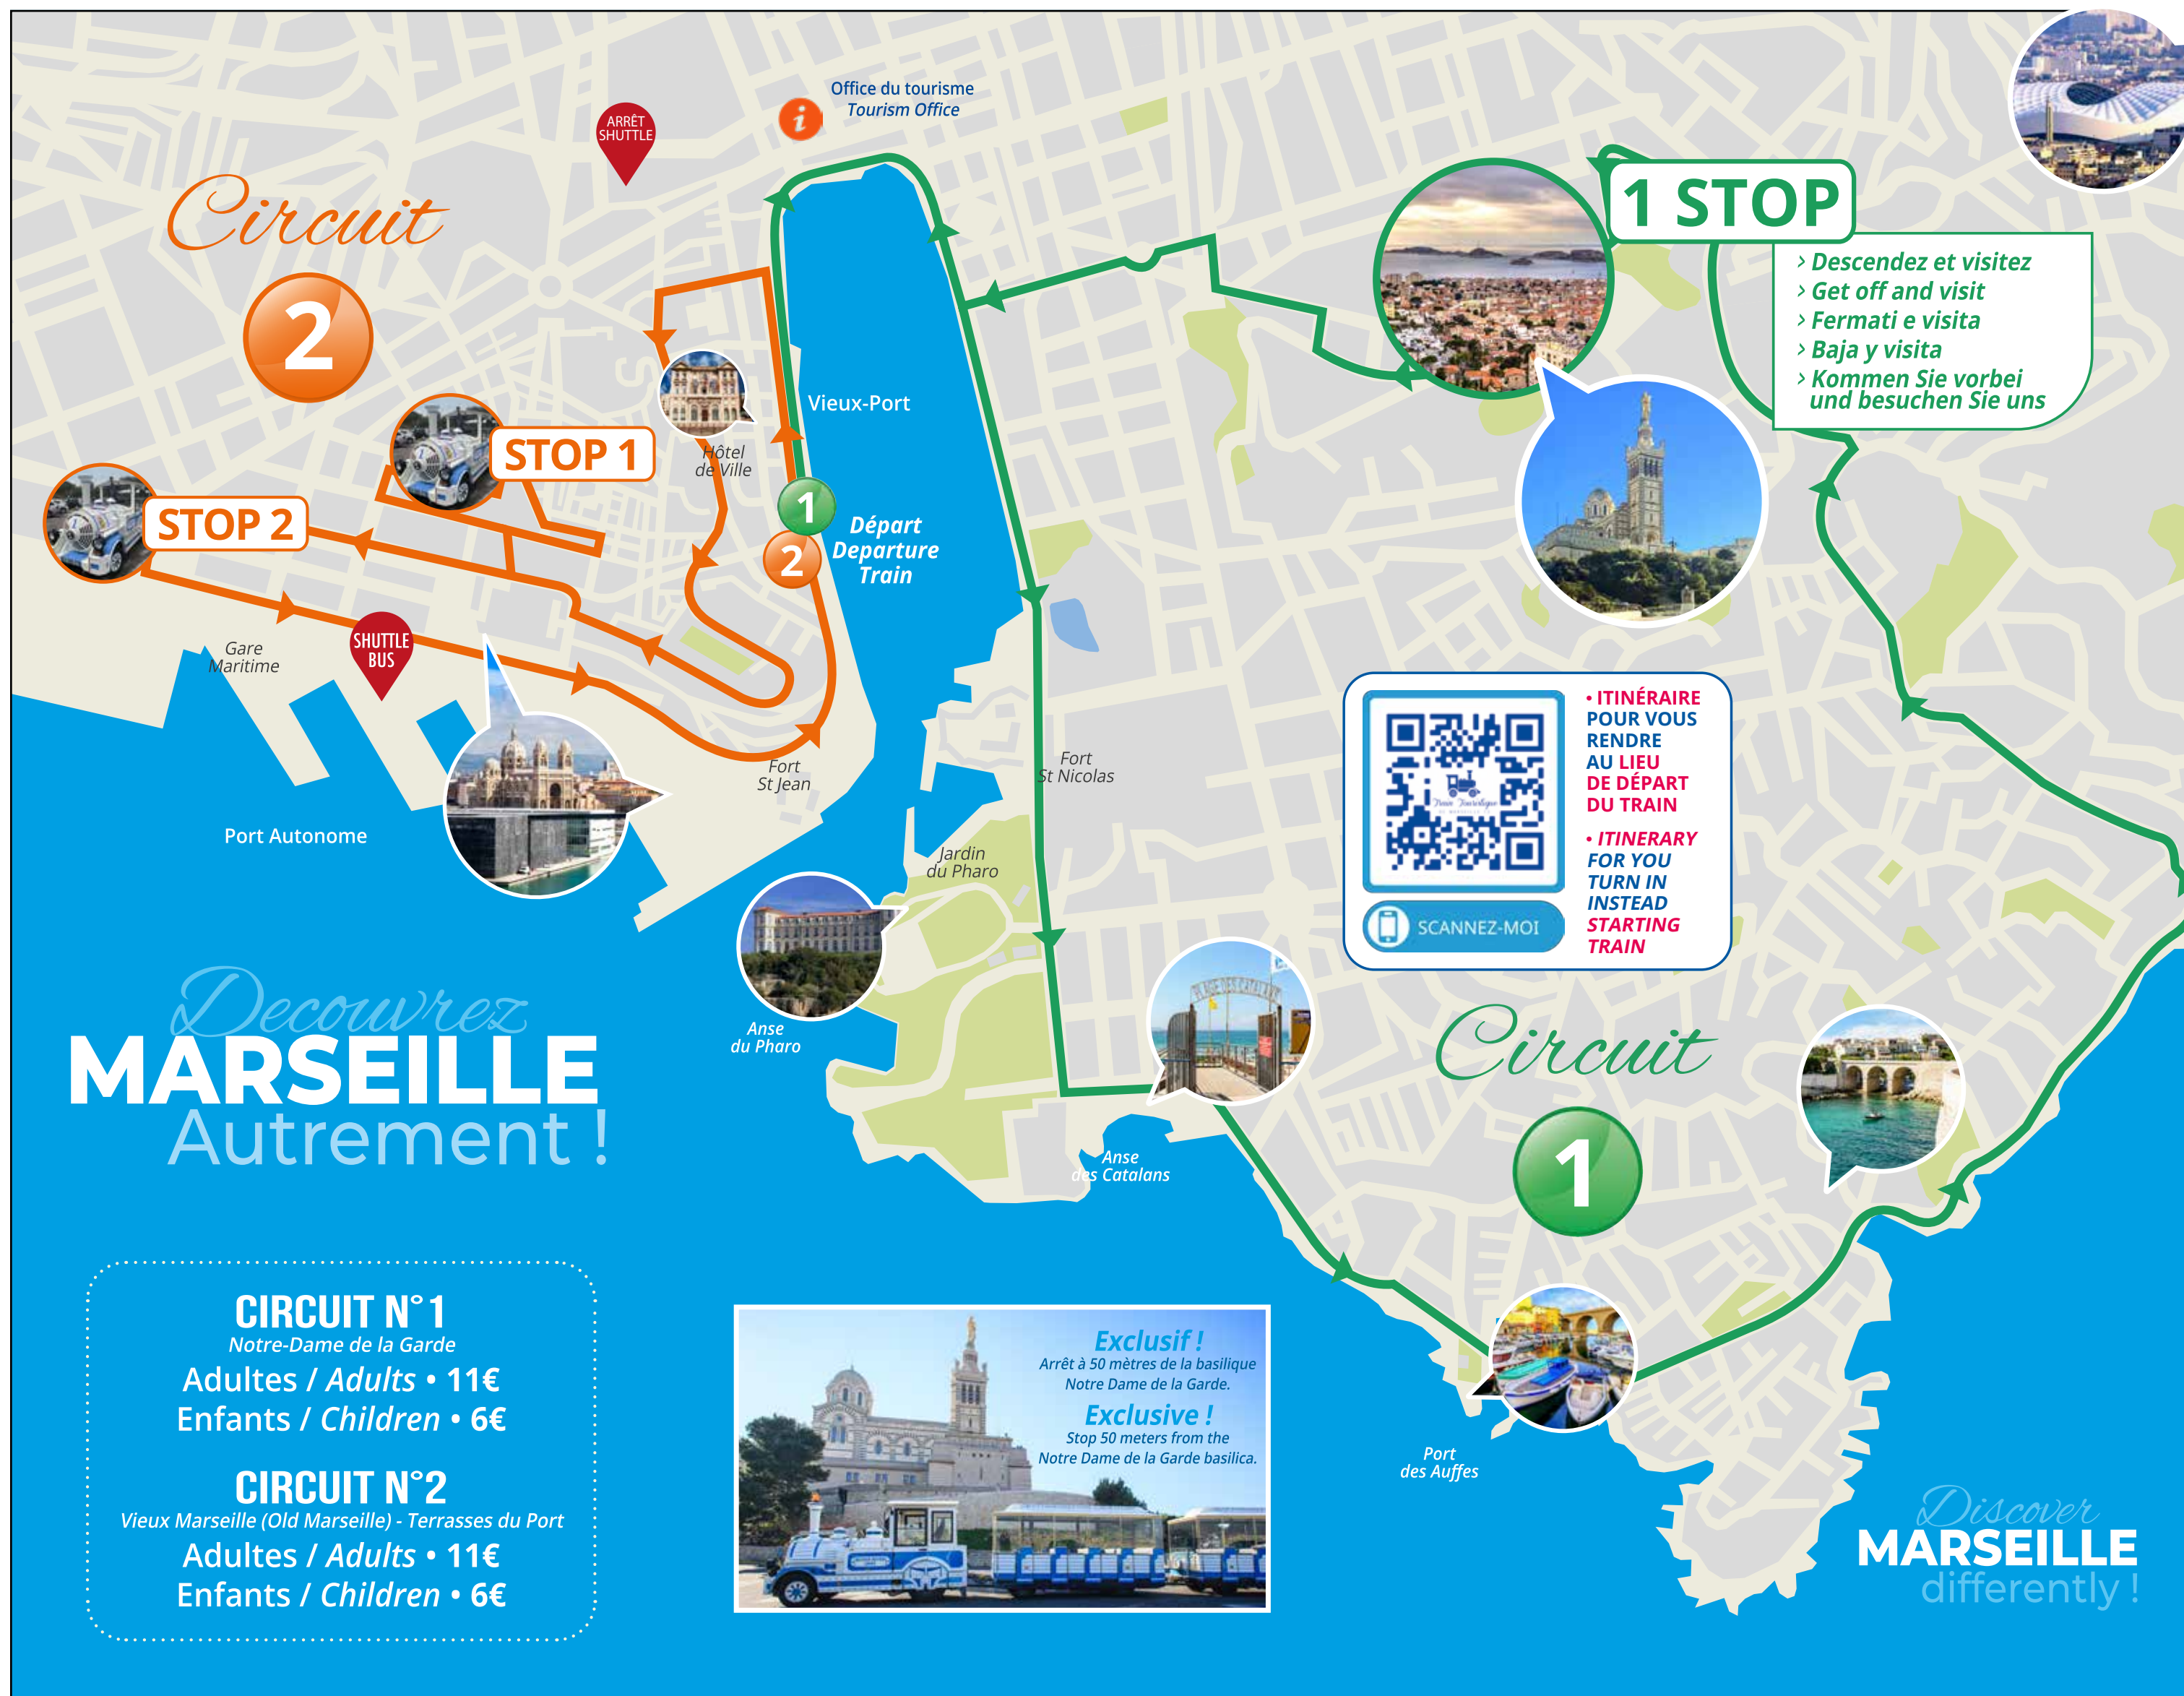 Office du tourisme
Tourism Office
ARRÊT
SHUTTLE
Circuit
2
1 STOP
› Descendez et visitez
› Get off and visit
› Fermati e visita
› Baja y visita
› Kommen Sie vorbei
und besuchen Sie uns
Vieux-Port
Hôtel
de Ville
STOP 1
STOP 2
1
2
Départ
Departure
Train
Gare
Maritime
SHUTTLE
BUS
Fort
St Jean
Fort
St Nicolas
Port Autonome
Jardin
du Pharo
Anse
du Pharo
• ITINÉRAIRE
POUR VOUS
RENDRE
AU LIEU
DE DÉPART
DU TRAIN
• ITINERARY
FOR YOU
TURN IN
INSTEAD
STARTING
TRAIN
Train Touristique
SCANNEZ-MOI
PLAGE DES CATALANS
Anse
des Catalans
Circuit
1
Decouvrez
MARSEILLE
Autrement !
CIRCUIT N°1
Notre-Dame de la Garde
Adultes / Adults • 11€
Enfants / Children • 6€
CIRCUIT N°2
Vieux Marseille (Old Marseille) - Terrasses du Port
Adultes / Adults • 11€
Enfants / Children • 6€
Exclusif !
Arrêt à 50 mètres de la basilique
Notre Dame de la Garde.
Exclusive !
Stop 50 meters from the
Notre Dame de la Garde basilica.
Port
des Auffes
Discover
MARSEILLE
differently !